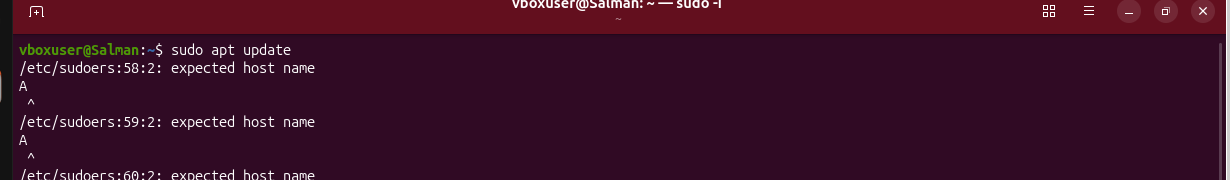 vboxuser@Salman: ~ — sudo -i
~
vboxuser@Salman:~$ sudo apt update
/etc/sudoers:58:2: expected host name
A
^
/etc/sudoers:59:2: expected host name
A
^
/etc/sudoers:60:2: expected host name